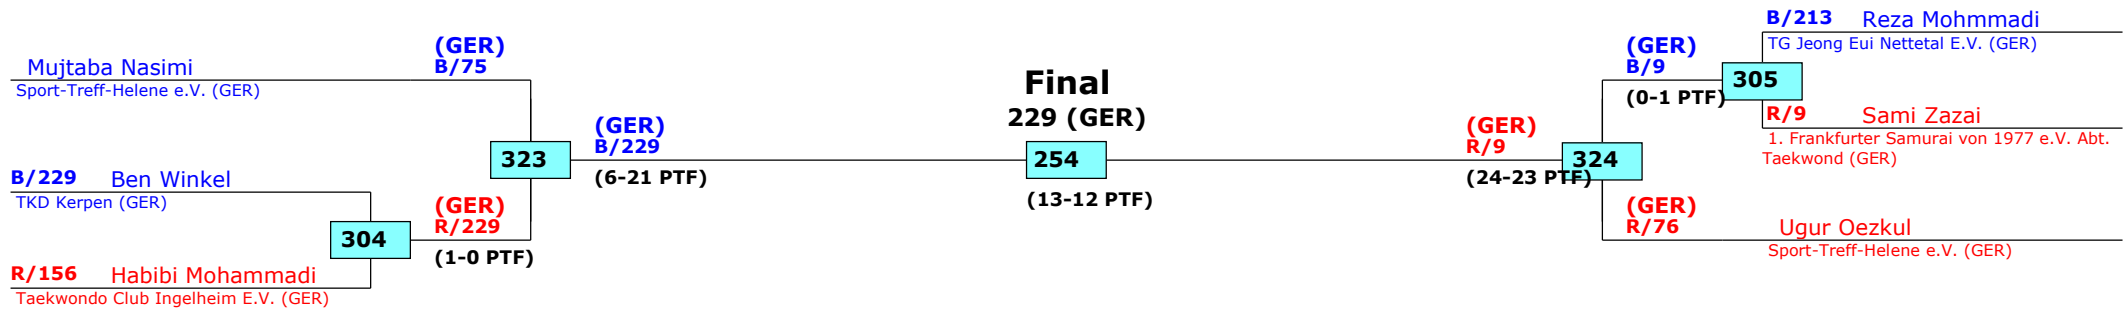 Mujtaba Nasimi
Sport-Treff-Helene e.V. (GER)
(GER)
B/75
B/229 Ben Winkel
TKD Kerpen (GER)
R/156 Habibi Mohammadi
Taekwondo Club Ingelheim E.V. (GER)
304
(GER)
R/229
(1-0 PTF)
323
(GER)
B/229
(6-21 PTF)
Final
229 (GER)
254
(13-12 PTF)
(GER)
R/9
(24-23 PTF)
324
(GER)
B/9
(0-1 PTF)
305
B/213 Reza Mohmmadi
TG Jeong Eui Nettetal E.V. (GER)
R/9 Sami Zazai
1. Frankfurter Samurai von 1977 e.V. Abt.
Taekwond (GER)
(GER)
R/76
Ugur Oezkul
Sport-Treff-Helene e.V. (GER)